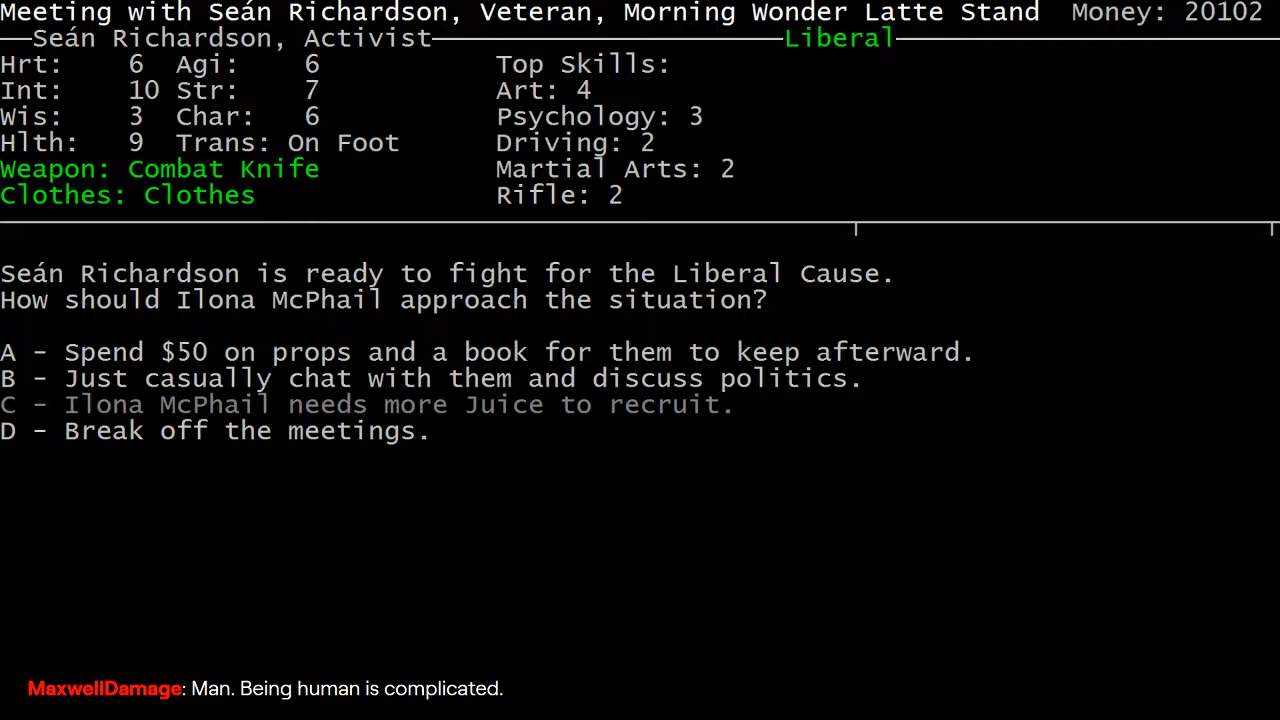 Meeting with Seán Richardson, Veteran, Morning Wonder Latte Stand Money: 20102
Seán Richardson, Activist Liberal
Hrt: 6 Agi: 6 Top Skills:
Int: 10 Str: 7 Art: 4
Wis: 3 Char: 6 Psychology: 3
Hlth: 9 Trans: On Foot Driving: 2
Weapon: Combat Knife Martial Arts: 2
Clothes: Clothes Rifle: 2
Seán Richardson is ready to fight for the Liberal Cause.
How should Ilona McPhail approach the situation?
A - Spend $50 on props and a book for them to keep afterward.
B - Just casually chat with them and discuss politics.
C - Ilona McPhail needs more Juice to recruit.
D - Break off the meetings.
MaxwellDamage: Man. Being human is complicated.